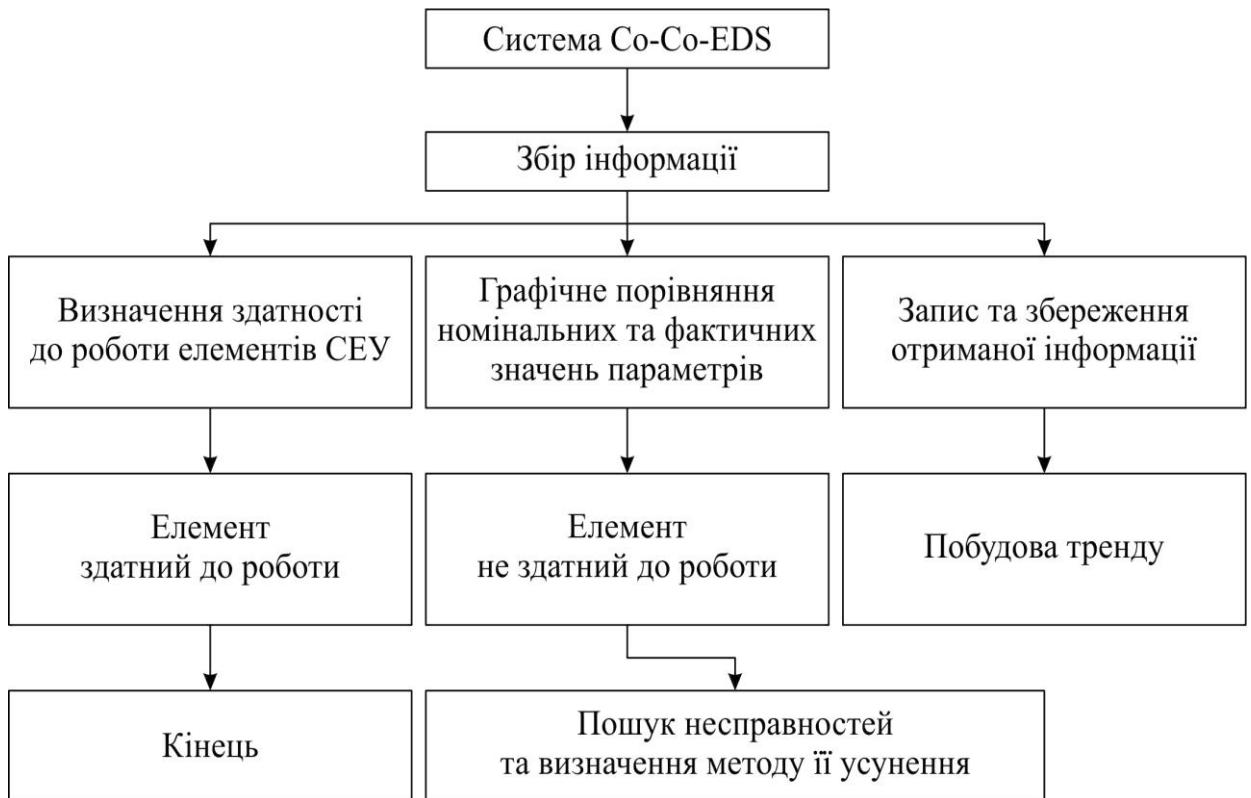 Система Co-Co-EDS
Збір інформації
Визначення здатності
до роботи елементів СЕУ
Графічне порівняння
номінальних та фактичних
значень параметрів
Запис та збереження
отриманої інформації
Елемент
здатний до роботи
Елемент
не здатний до роботи
Побудова тренду
Кінець
Пошук несправностей
та визначення методу її усунення